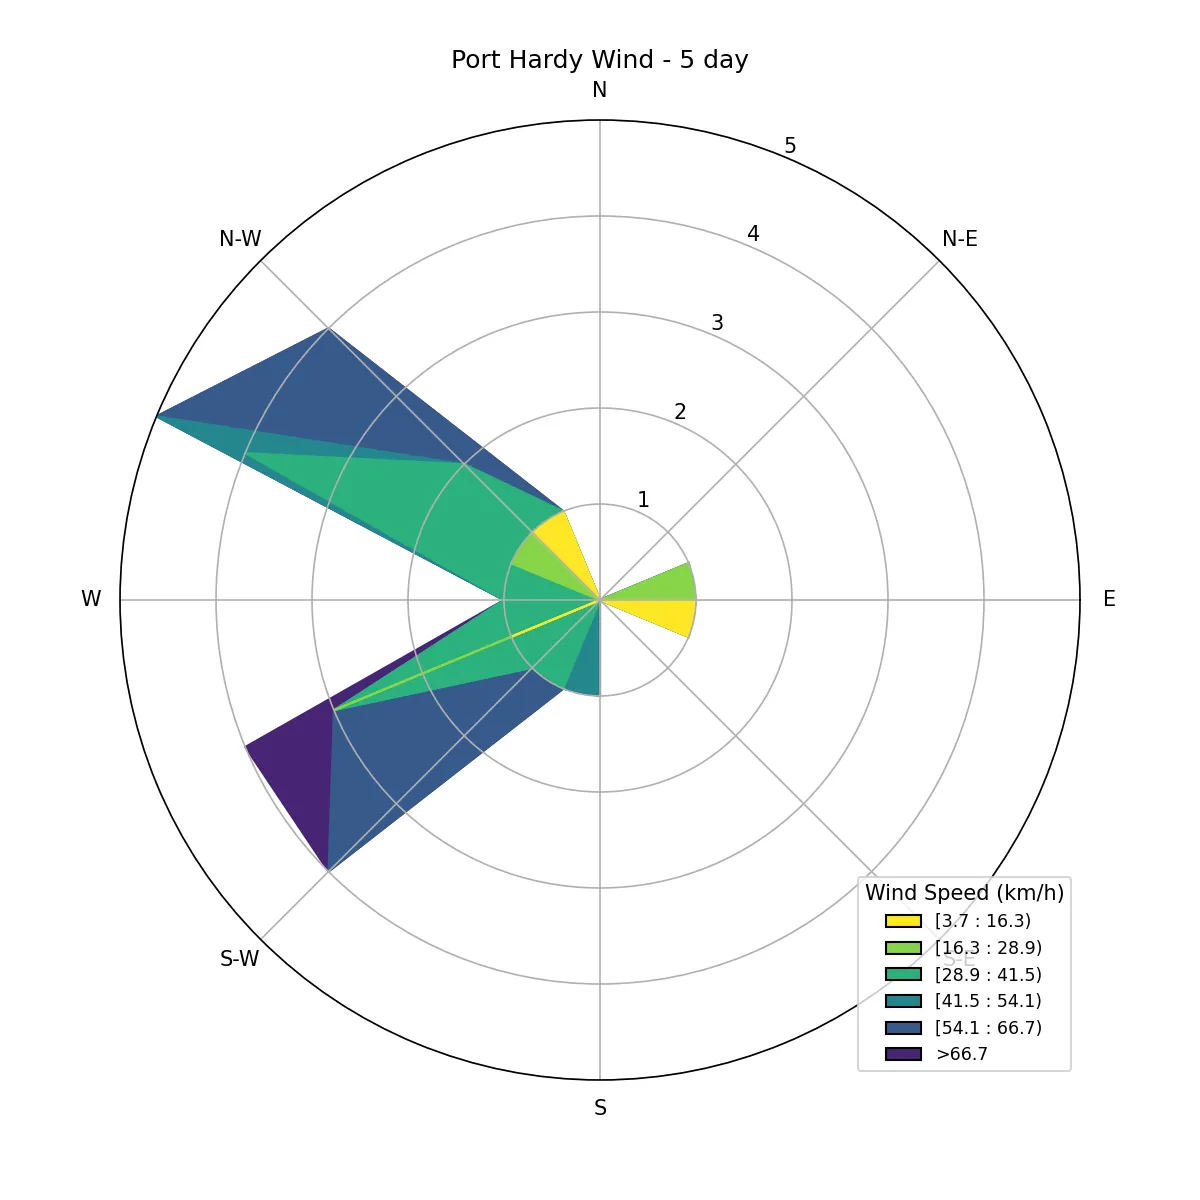 Port Hardy Wind - 5 day
N
5
4
N-W
N-E
3
2
1
W
E
Wind Speed (km/h)
[3.7 : 16.3)
[16.3 : 28.9)
S-W
S-E
[28.9 : 41.5)
[41.5 : 54.1)
[54.1 : 66.7)
>66.7
S